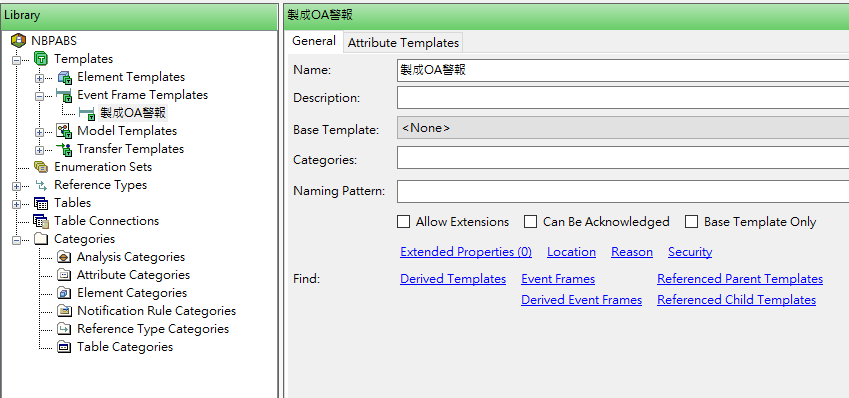 Library
NBPABS
Templates
Element Templates
Event Frame Templates
製成OA警報
Model Templates
Transfer Templates
Enumeration Sets
Reference Types
Tables
Table Connections
Categories
Analysis Categories
Attribute Categories
Element Categories
Notification Rule Categories
Reference Type Categories
Table Categories
製成OA警報
General Attribute Templates
Name: 製成OA警報
Description:
Base Template: <None>
Categories:
Naming Pattern:
Allow Extensions Can Be Acknowledged Base Template Only
Extended Properties (0) Location Reason Security
Find: Derived Templates Event Frames Referenced Parent Templates
Derived Event Frames Referenced Child Templates